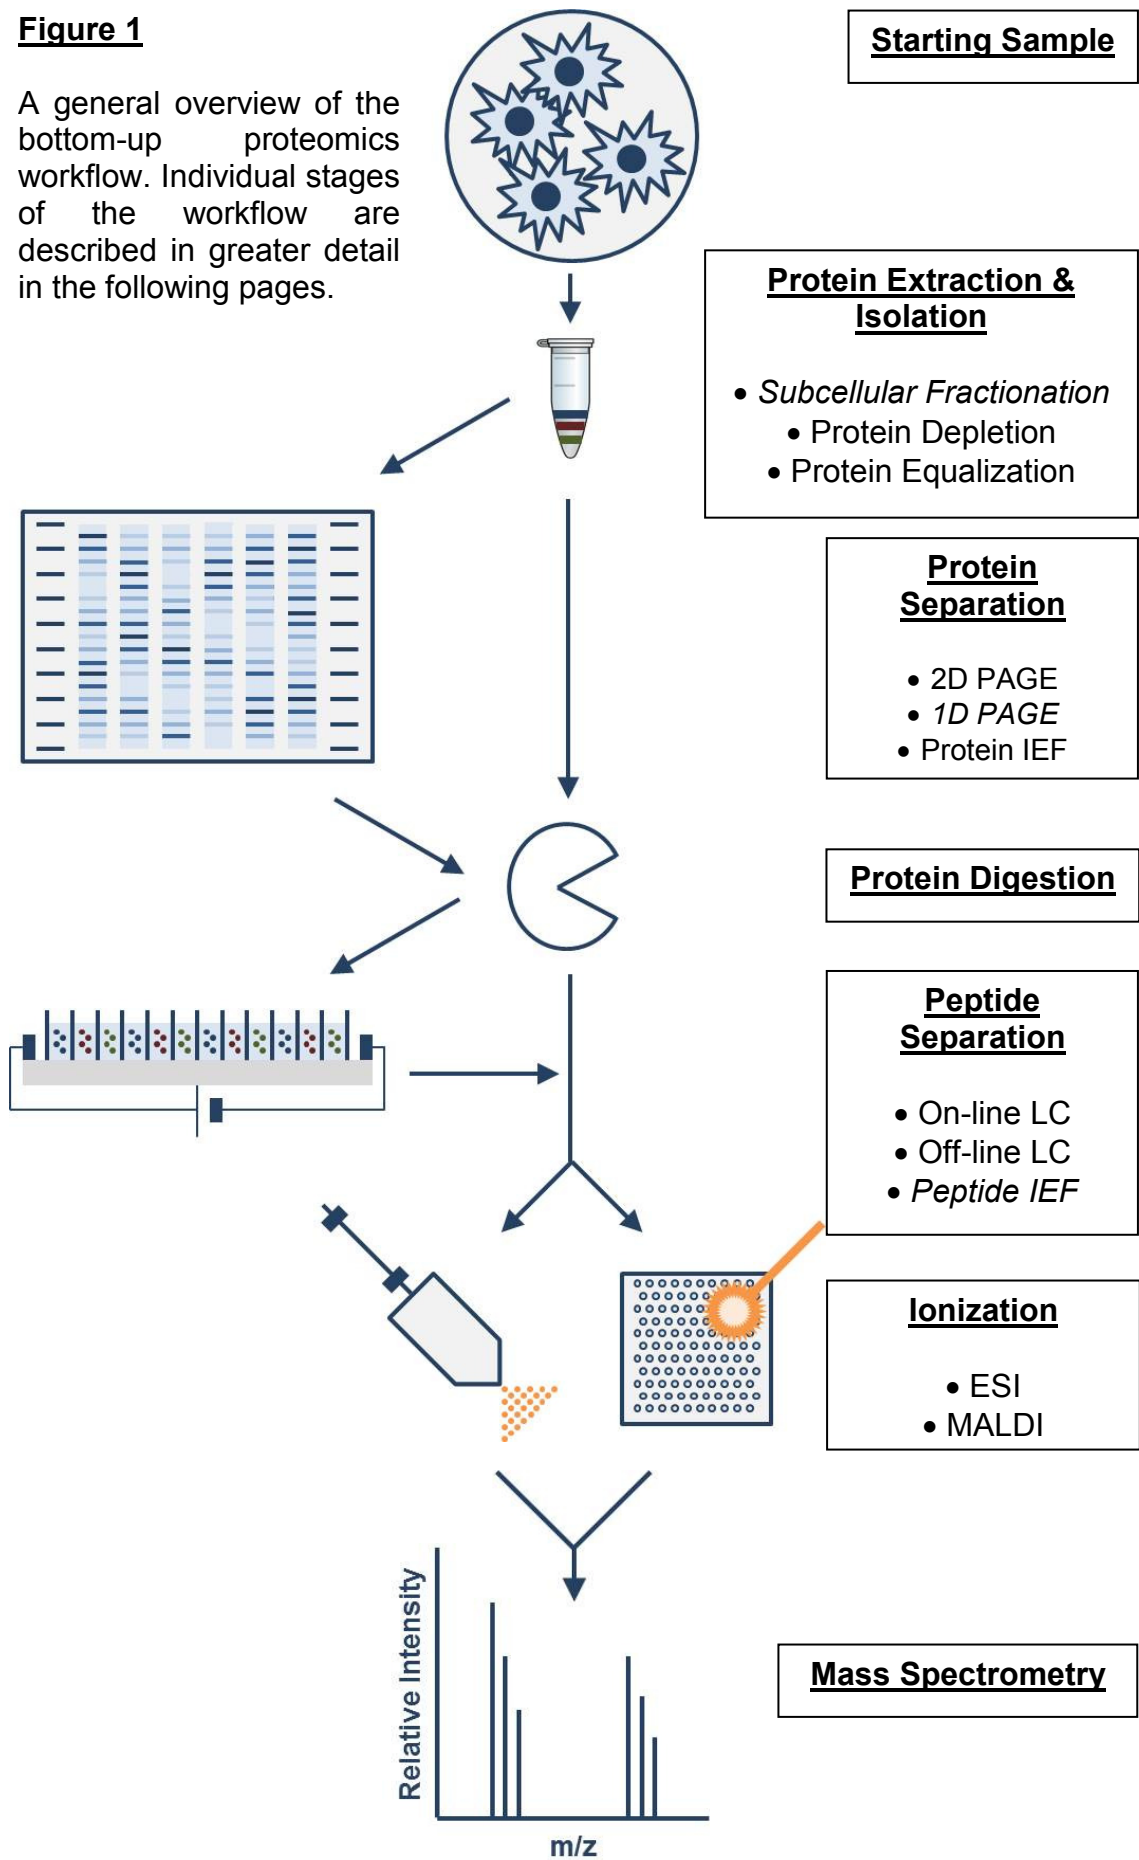 Figure 1
A general overview of the
bottom-up proteomics
workflow. Individual stages
of the workflow are
described in greater detail
in the following pages.
Starting Sample
Protein Extraction &
Isolation
• Subcellular Fractionation
• Protein Depletion
• Protein Equalization
Protein
Separation
• 2D PAGE
• 1D PAGE
• Protein IEF
Protein Digestion
Peptide
Separation
• On-line LC
• Off-line LC
• Peptide IEF
Ionization
• ESI
• MALDI
Mass Spectrometry
Relative Intensity
m/z